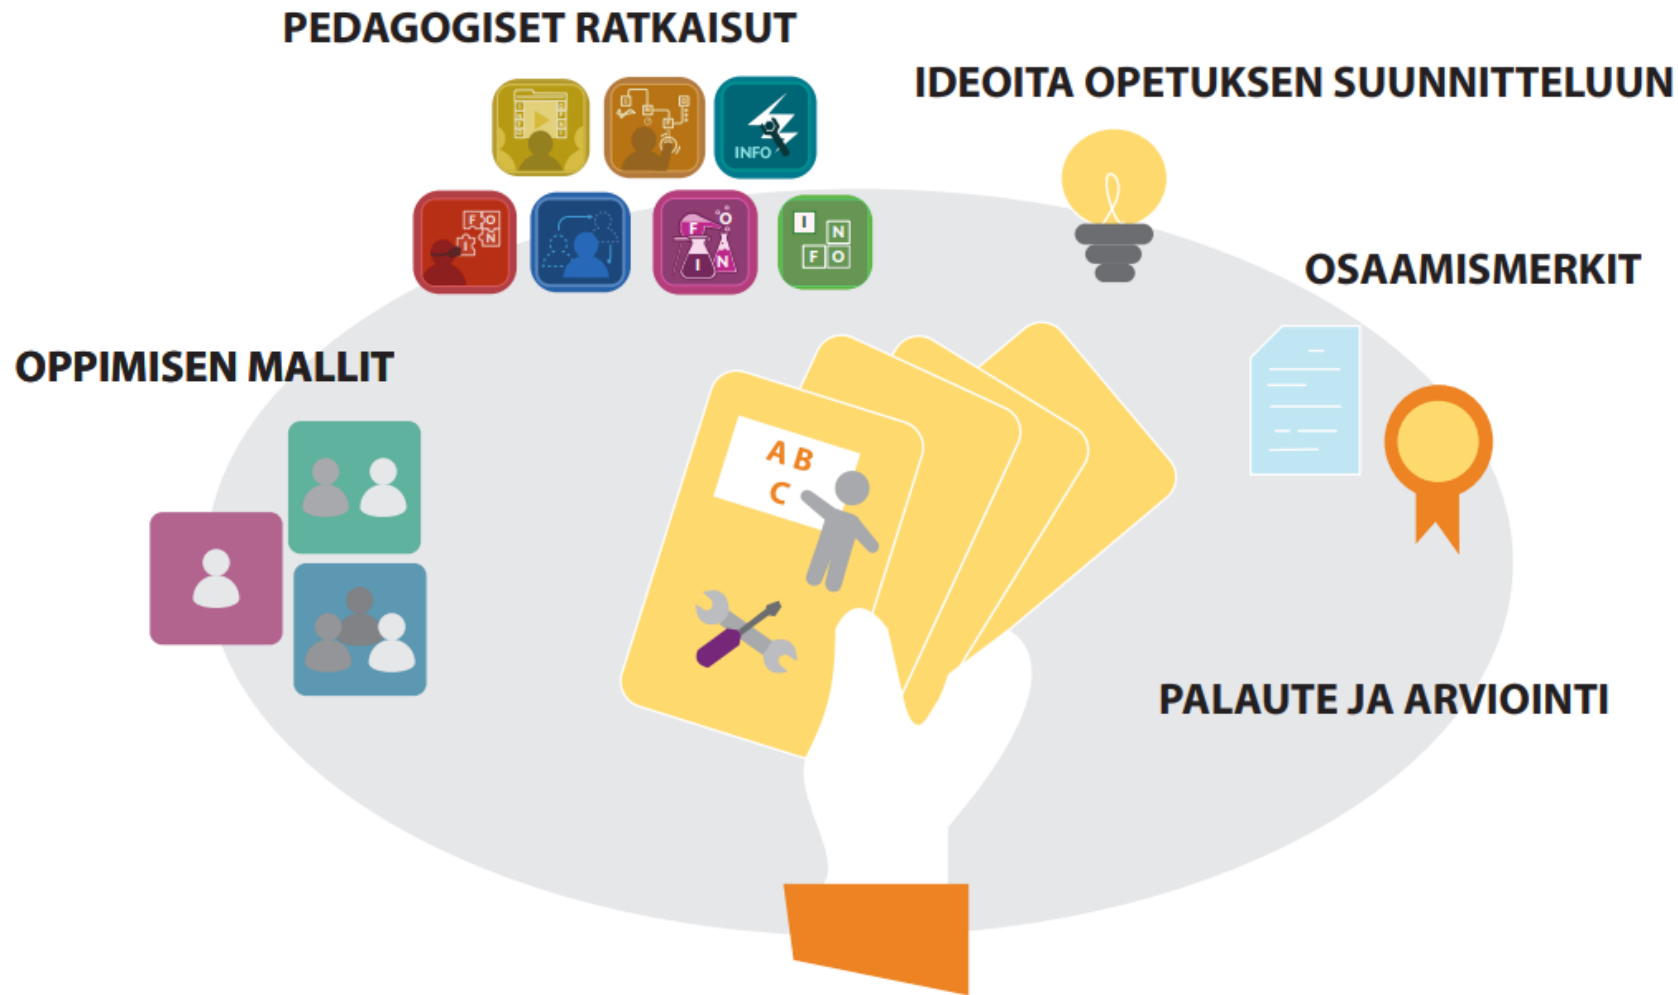 PEDAGOGISET RATKAISUT
IDEOITA OPETUKSEN SUUNNITTELUUN
INFO
F O
I N
F O
I N
I
N
F O
OSAAMISMERKIT
OPPIMISEN MALLIT
A B
C
PALAUTE JA ARVIOINTI